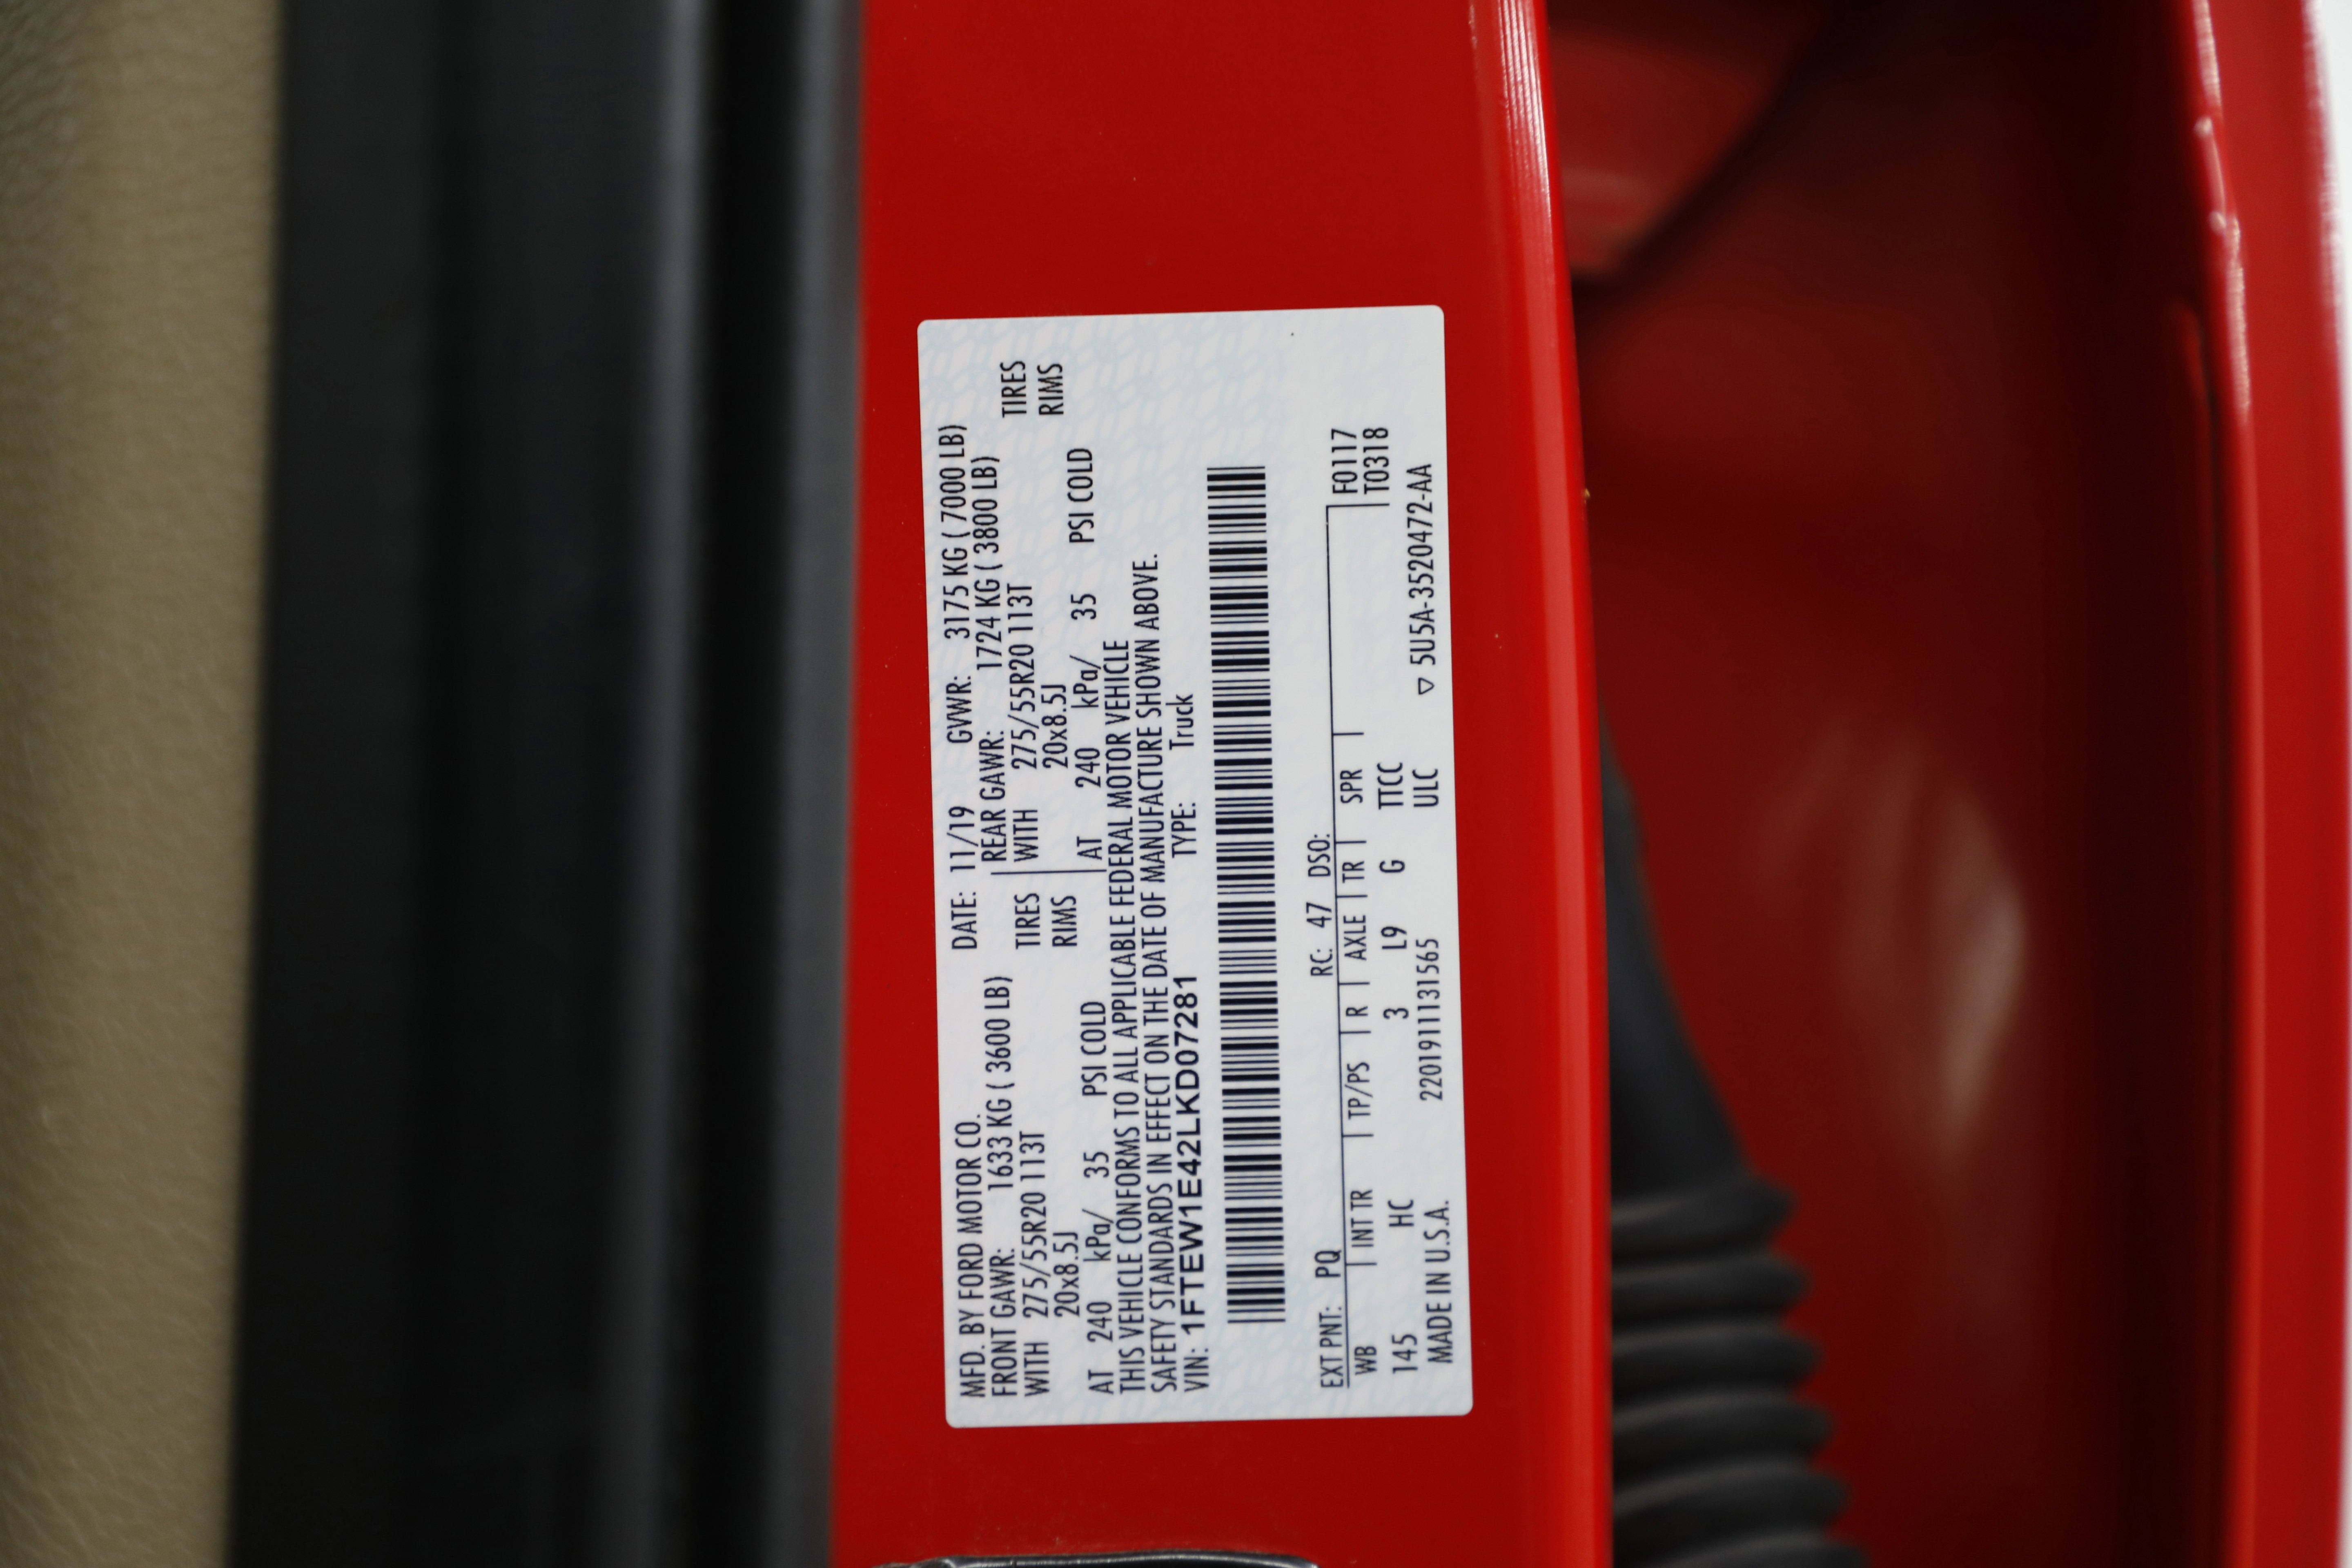 MFD. BY FORD MOTOR CO. DATE: 11/19 GVWR: 3175 KG ( 7000 LB)
FRONT GAWR: 1633 KG ( 3600 LB) REAR GAWR: 1724 KG ( 3800 LB)
WITH 275/55R20 113T TIRES WITH 275/55R20 113T TIRES
20x8.5J RIMS 20x8.5J RIMS
AT 240 kPa/ 35 PSI COLD AT 240 kPa/ 35 PSI COLD
THIS VEHICLE CONFORMS TO ALL APPLICABLE FEDERAL MOTOR VEHICLE
SAFETY STANDARDS IN EFFECT ON THE DATE OF MANUFACTURE SHOWN ABOVE.
VIN: 1FTEW1E42LKD07281 TYPE: Truck
EXT PNT: PQ RC: 47 DSO: F0117
WB INT TR TP/PS R AXLE TR SPR T0318
145 HC 3 L9 G TTCC
MADE IN U.S.A. 2201911131565 ULC ▽ 5U5A-3520472-AA